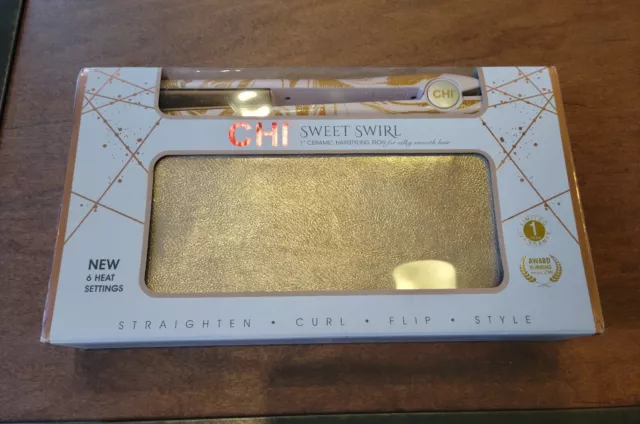 CHI
CHI SWEET SWIRL
1" CERAMIC HAIRSTYLING IRON for silky smooth hair
NEW
6 HEAT
SETTINGS
1
AWARD
WINNING
STRAIGHTEN • CURL • FLIP • STYLE